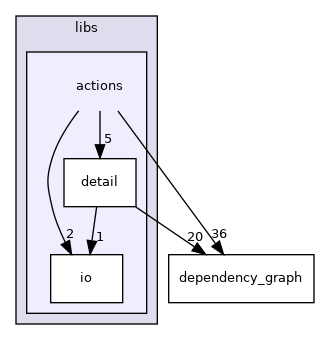 libs
actions
5
detail
2
1
20
36
io
dependency_graph